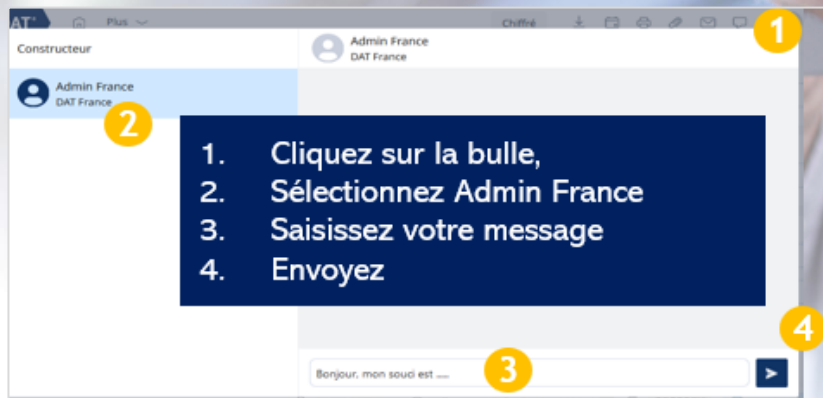 AT
Plus
Chiffré
1
Constructeur
Admin France
DAT France
Admin France
DAT France
2
1. Cliquez sur la bulle,
2. Sélectionnez Admin France
3. Saisissez votre message
4. Envoyez
4
Bonjour, mon souci est .....
3